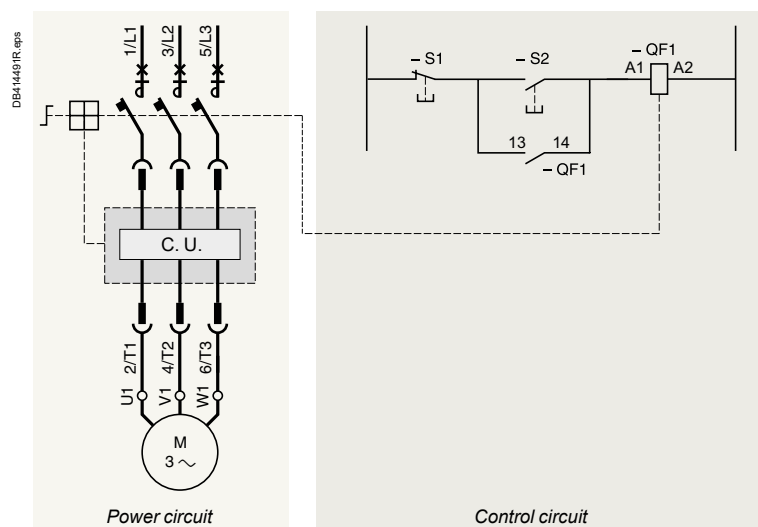 DB414491R.eps
1/L1
3/L2
5/L3
C. U.
2/T1
4/T2
6/T3
U1
V1
W1
M
3 ~
Power circuit
– S1
– S2
– QF1
A1
A2
13
14
– QF1
Control circuit